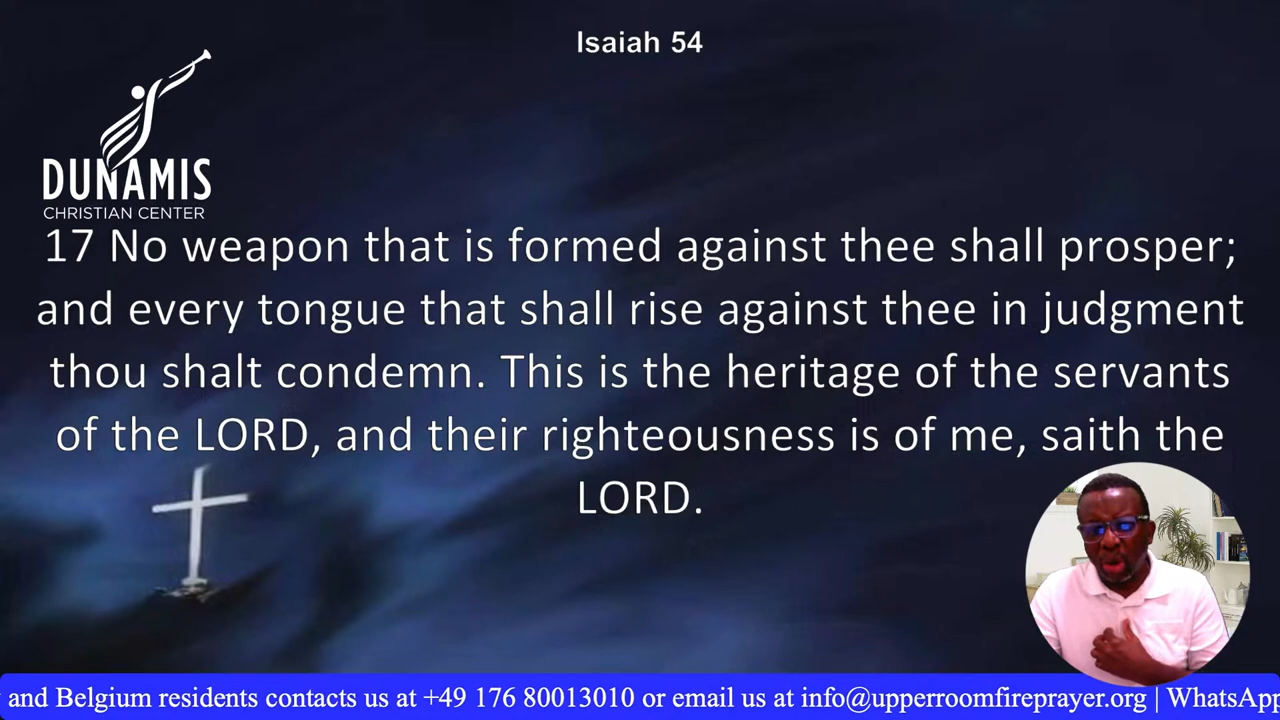 Isaiah 54
DUNAMIS
CHRISTIAN CENTER
17 No weapon that is formed against thee shall prosper;
and every tongue that shall rise against thee in judgment
thou shalt condemn. This is the heritage of the servants
of the LORD, and their righteousness is of me, saith the
LORD.
and Belgium residents contacts us at +49 176 80013010 or email us at info@upperroomfireprayer.org | WhatsApp